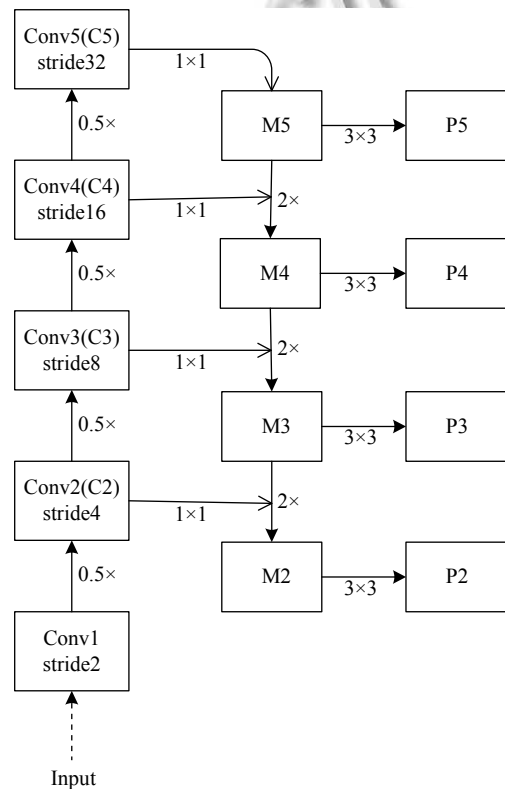 Conv5(C5)
stride32
1×1
M5
3×3
P5
0.5×
Conv4(C4)
stride16
1×1
2×
M4
3×3
P4
0.5×
Conv3(C3)
stride8
1×1
2×
M3
3×3
P3
0.5×
Conv2(C2)
stride4
1×1
2×
M2
3×3
P2
0.5×
Conv1
stride2
Input